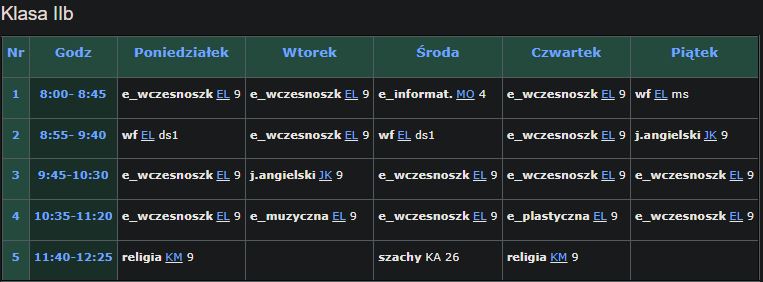 Klasa IIb
Nr Godz Poniedziałek Wtorek Środa Czwartek Piątek
1 8:00- 8:45 e_wczesnoszk EL 9 e_wczesnoszk EL 9 e_informat. MO 4 e_wczesnoszk EL 9 wf EL ms
2 8:55- 9:40 wf EL ds1 e_wczesnoszk EL 9 wf EL ds1 e_wczesnoszk EL 9 j.angielski JK 9
3 9:45-10:30 e_wczesnoszk EL 9 j.angielski JK 9 e_wczesnoszk EL 9 e_wczesnoszk EL 9 e_wczesnoszk EL 9
4 10:35-11:20 e_wczesnoszk EL 9 e_muzyczna EL 9 e_wczesnoszk EL 9 e_plastyczna EL 9 e_wczesnoszk EL 9
5 11:40-12:25 religia KM 9 szachy KA 26 religia KM 9